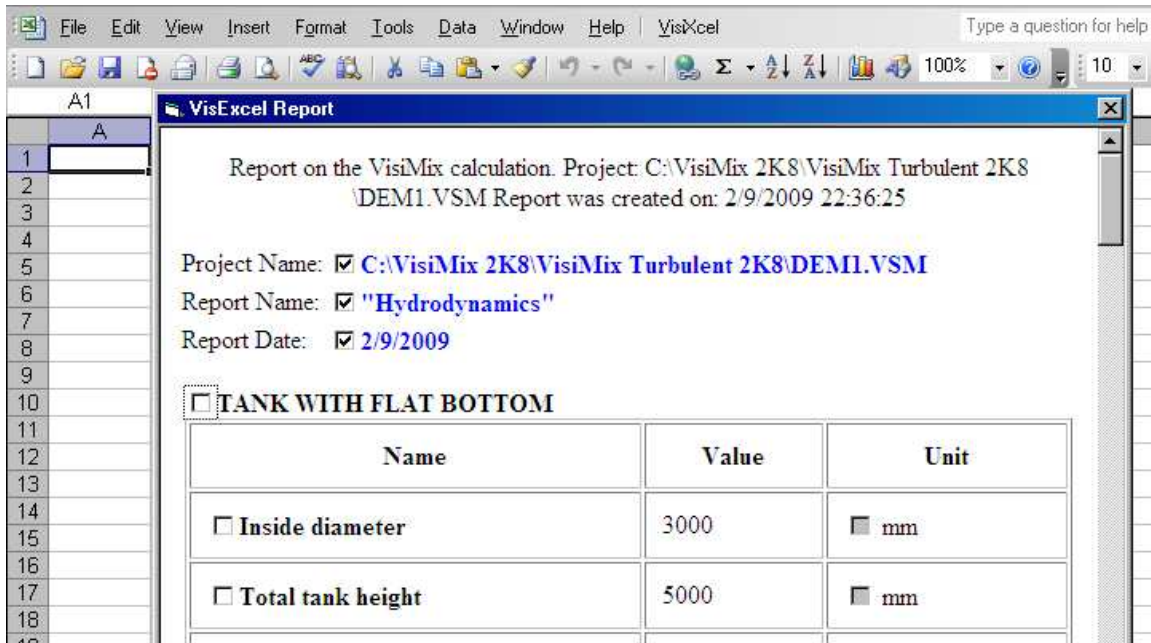 File Edit View Insert Format Tools Data Window Help VisiXcel Type a question for help
ABC Σ A Z Z A 100% 10
A1
VisExcel Report
A
Report on the VisiMix calculation. Project: C:\VisiMix 2K8\VisiMix Turbulent 2K8
\DEM1.VSM Report was created on: 2/9/2009 22:36:25
Project Name: C:\VisiMix 2K8\VisiMix Turbulent 2K8\DEM1.VSM
Report Name: "Hydrodynamics"
Report Date: 2/9/2009
TANK WITH FLAT BOTTOM
Name Value Unit
Inside diameter 3000 mm
Total tank height 5000 mm
1
2
3
4
5
6
7
8
9
10
11
12
13
14
15
16
17
18